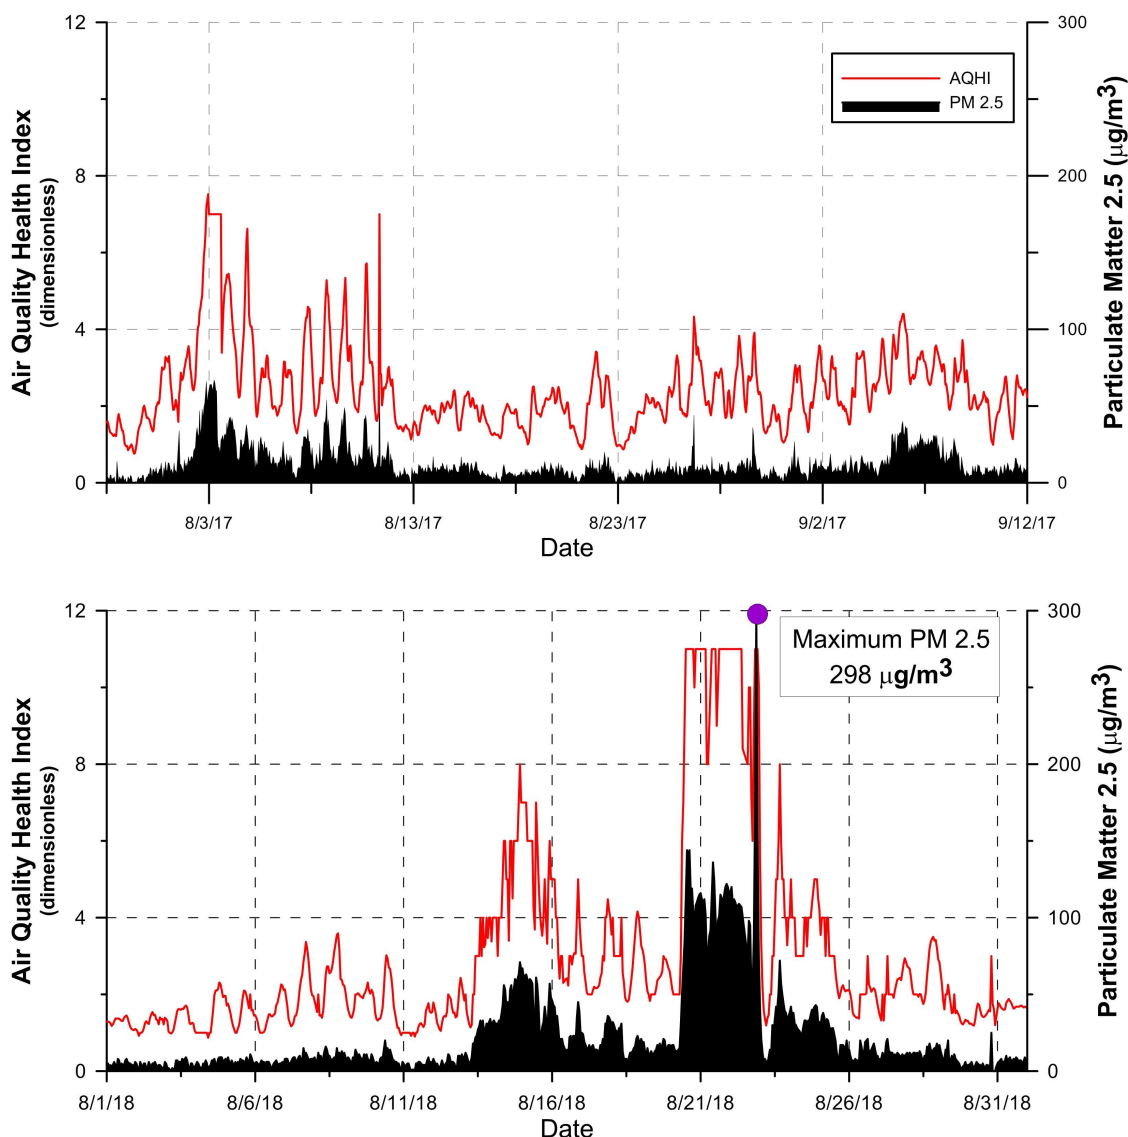 12
8
4
0
300
200
100
0
Air Quality Health Index
(dimensionless)
Particulate Matter 2.5 (µg/m³)
AQHI
PM 2.5
8/3/17
8/13/17
8/23/17
9/2/17
9/12/17
Date
12
8
4
0
300
200
100
0
Air Quality Health Index
(dimensionless)
Particulate Matter 2.5 (µg/m³)
Maximum PM 2.5
298 µg/m³
8/1/18
8/6/18
8/11/18
8/16/18
8/21/18
8/26/18
8/31/18
Date